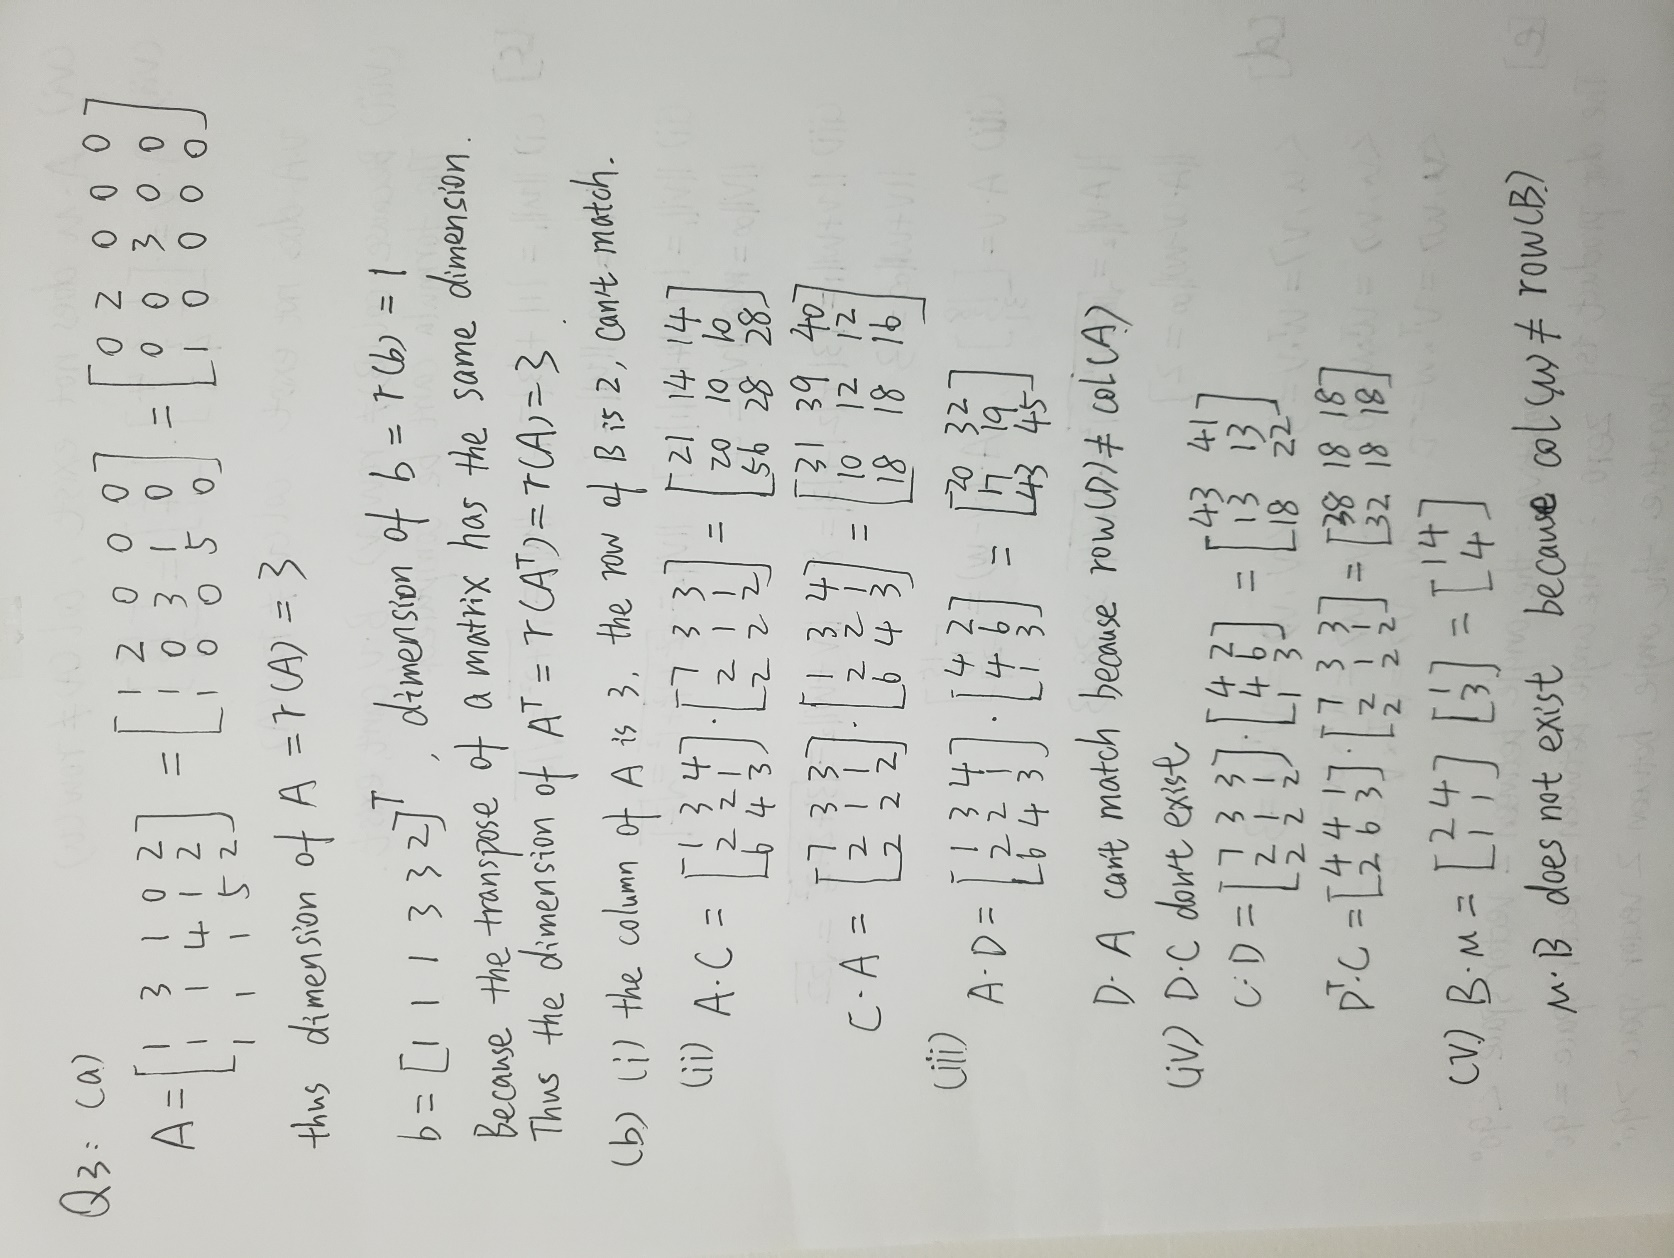 Q3: (a)
A = [1 3 1 0 2; 1 1 4 1 2; 1 1 1 5 2] = [1 2 0 0 0; 1 0 3 1 0; 1 0 0 5 0] = [0 2 0 0 0; 0 0 3 0 0; 1 0 0 0 0]
thus dimension of A = r(A) = 3
b = [1 1 1 3 3 2]ᵀ, dimension of b = r(b) = 1
Because the transpose of a matrix has the same dimension.
Thus the dimension of Aᵀ = r(Aᵀ) = r(A) = 3.
(b) (i) the column of A is 3, the row of B is 2, can't match.
(ii) A·C = [1 3 4; 2 2 1; 6 4 3]·[7 3 3; 2 1 1; 2 2 2] = [21 14 14; 20 10 10; 56 28 28]
C·A = [7 3 3; 2 1 1; 2 2 2]·[1 3 4; 2 2 1; 6 4 3] = [31 39 40; 10 12 12; 18 18 16]
(iii) A·D = [1 3 4; 2 2 1; 6 4 3]·[4 2; 4 6; 1 3] = [20 32; 17 19; 43 45]
D·A can't match because row(D) ≠ col(A)
(iv) D·C don't exist
C·D = [7 3 3; 2 1 1; 2 2 2]·[4 2; 4 6; 1 3] = [43 41; 13 13; 18 22]
Dᵀ·C = [4 4 1; 2 6 3]·[7 3 3; 2 1 1; 2 2 2] = [38 18 18; 32 18 18]
(V) B·u = [2 4; 1 1] [1; 3] = [14; 4]
u·B does not exist because col(u) ≠ row(B)